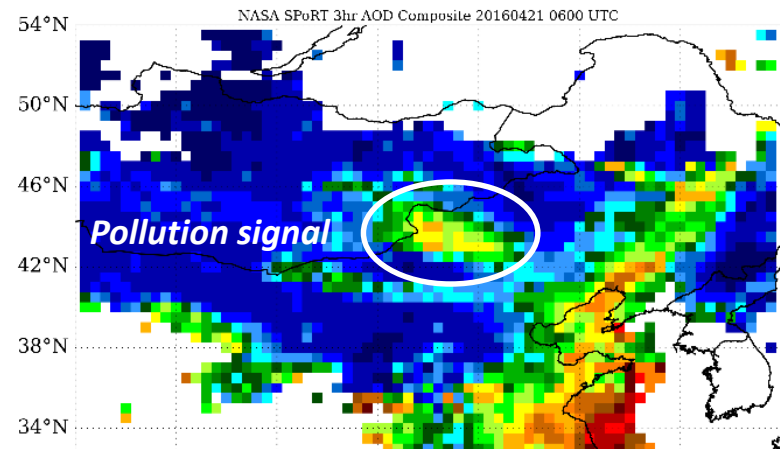 NASA SPoRT 3hr AOD Composite 20160421 0600 UTC
54°N
50°N
46°N
Pollution signal
42°N
38°N
34°N